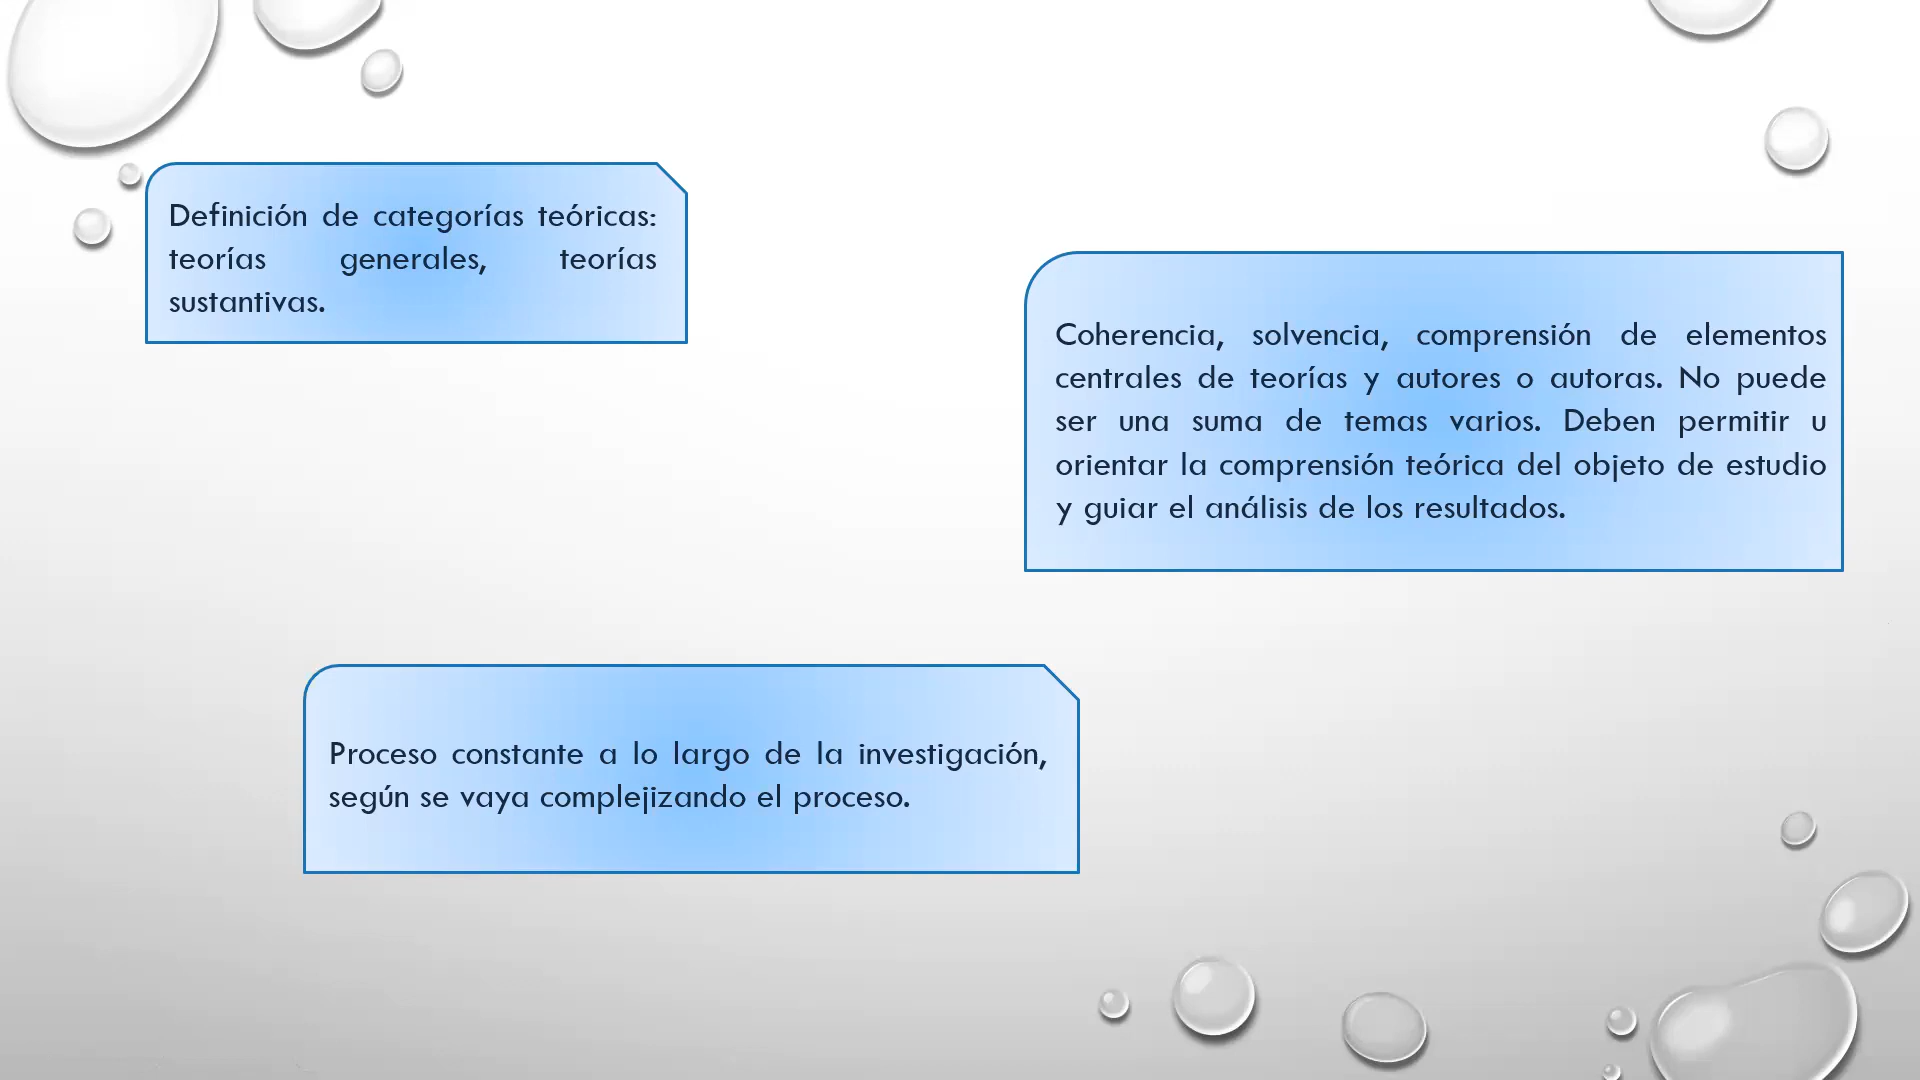 Definición de categorías teóricas:
teorías generales, teorías
sustantivas.
Coherencia, solvencia, comprensión de elementos
centrales de teorías y autores o autoras. No puede
ser una suma de temas varios. Deben permitir u
orientar la comprensión teórica del objeto de estudio
y guiar el análisis de los resultados.
Proceso constante a lo largo de la investigación,
según se vaya complejizando el proceso.